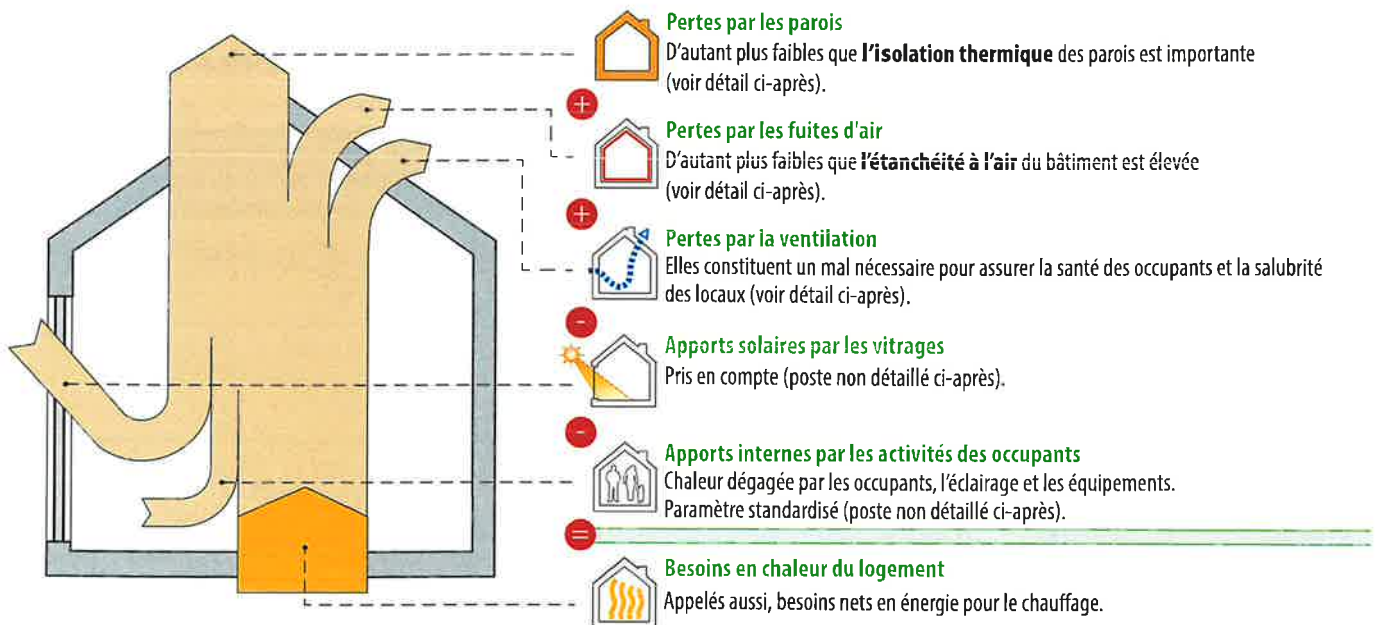 Pertes par les parois
D'autant plus faibles que l'isolation thermique des parois est importante
(voir détail ci-après).
+
Pertes par les fuites d'air
D'autant plus faibles que l'étanchéité à l'air du bâtiment est élevée
(voir détail ci-après).
+
Pertes par la ventilation
Elles constituent un mal nécessaire pour assurer la santé des occupants et la salubrité
des locaux (voir détail ci-après).
-
Apports solaires par les vitrages
Pris en compte (poste non détaillé ci-après).
-
Apports internes par les activités des occupants
Chaleur dégagée par les occupants, l'éclairage et les équipements.
Paramètre standardisé (poste non détaillé ci-après).
=
Besoins en chaleur du logement
Appelés aussi, besoins nets en énergie pour le chauffage.